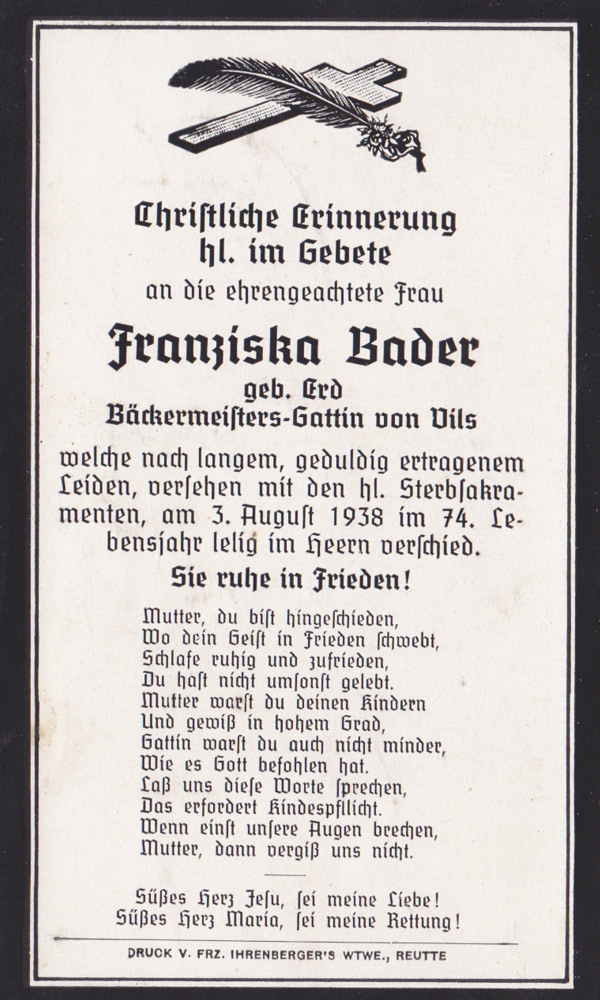 Christliche Erinnerung
hl. im Gebete
an die ehrengeachtete Frau
Franziska Bader
geb. Erd
Bäckermeisters-Gattin von Vils
welche nach langem, geduldig ertragenem
Leiden, versehen mit den hl. Sterbsakra-
menten, am 3. August 1938 im 74. Le-
bensjahr lelig im Heern verschied.
Sie ruhe in Frieden!
Mutter, du bist hingeschieden,
Wo dein Geist in Frieden schwebt,
Schlafe ruhig und zufrieden,
Du hast nicht umsonst gelebt.
Mutter warst du deinen Kindern
Und gewiß in hohem Grad,
Gattin warst du auch nicht minder,
Wie es Gott befohlen hat.
Laß uns diese Worte sprechen,
Das erfordert Kindespfllicht.
Wenn einst unsere Augen brechen,
Mutter, dann vergiß uns nicht.
Süßes Herz Jesu, sei meine Liebe!
Süßes Herz Maria, sei meine Rettung!
DRUCK V. FRZ. IHRENBERGER'S WTWE., REUTTE